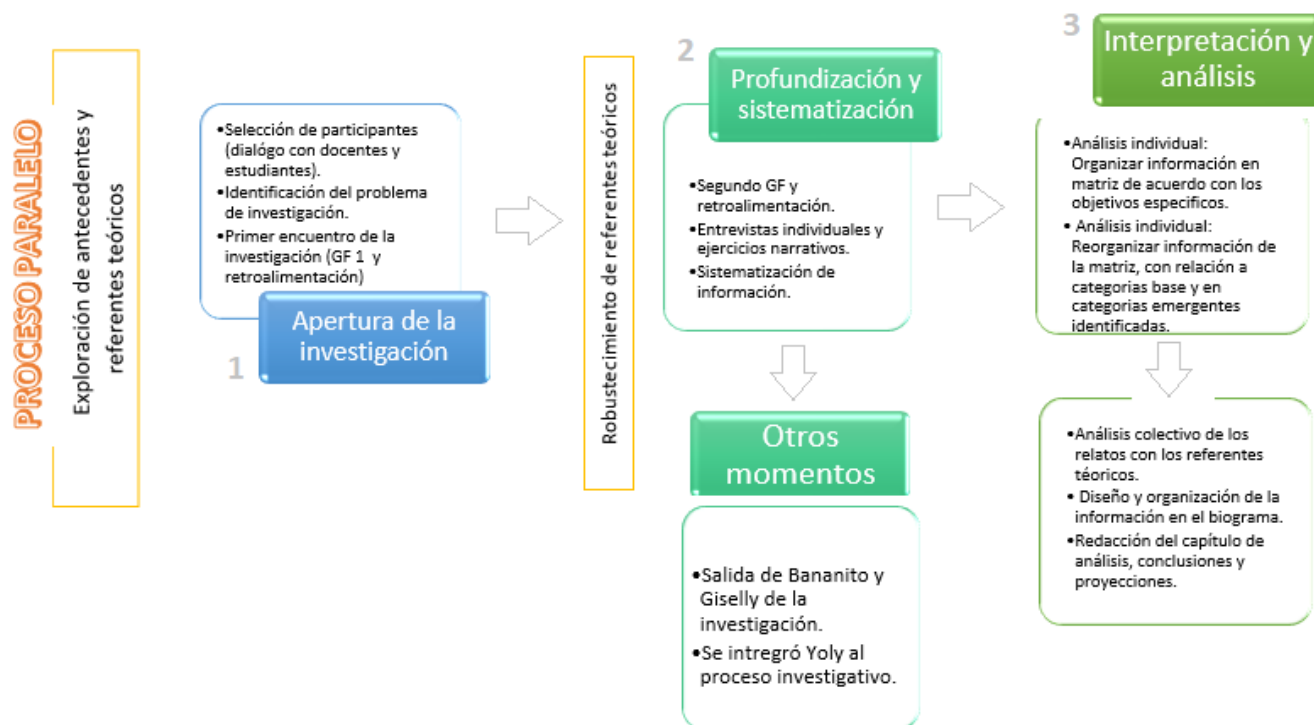 PROCESO PARALELO
Exploración de antecedentes y
referentes teóricos
•Selección de participantes
(dialógo con docentes y
estudiantes).
•Identificación del problema
de investigación.
•Primer encuentro de la
investigación (GF 1 y
retroalimentación)
1
Apertura de la
investigación
Robustecimiento de referentes teóricos
2
Profundización y
sistematización
•Segundo GF y
retroalimentación.
•Entrevistas individuales y
ejercicios narrativos.
•Sistematización de
información.
Otros
momentos
•Salida de Bananito y
Giselly de la
investigación.
•Se intregró Yoly al
proceso investigativo.
3
Interpretación y
análisis
•Análisis individual:
Organizar información en
matriz de acuerdo con los
objetivos especificos.
• Análisis individual:
Reorganizar información de
la matriz, con relación a
categorias base y en
categorias emergentes
identificadas.
•Análisis colectivo de los
relatos con los referentes
téoricos.
• Diseño y organización de la
información en el biograma.
•Redacción del capítulo de
análisis, conclusiones y
proyecciones.